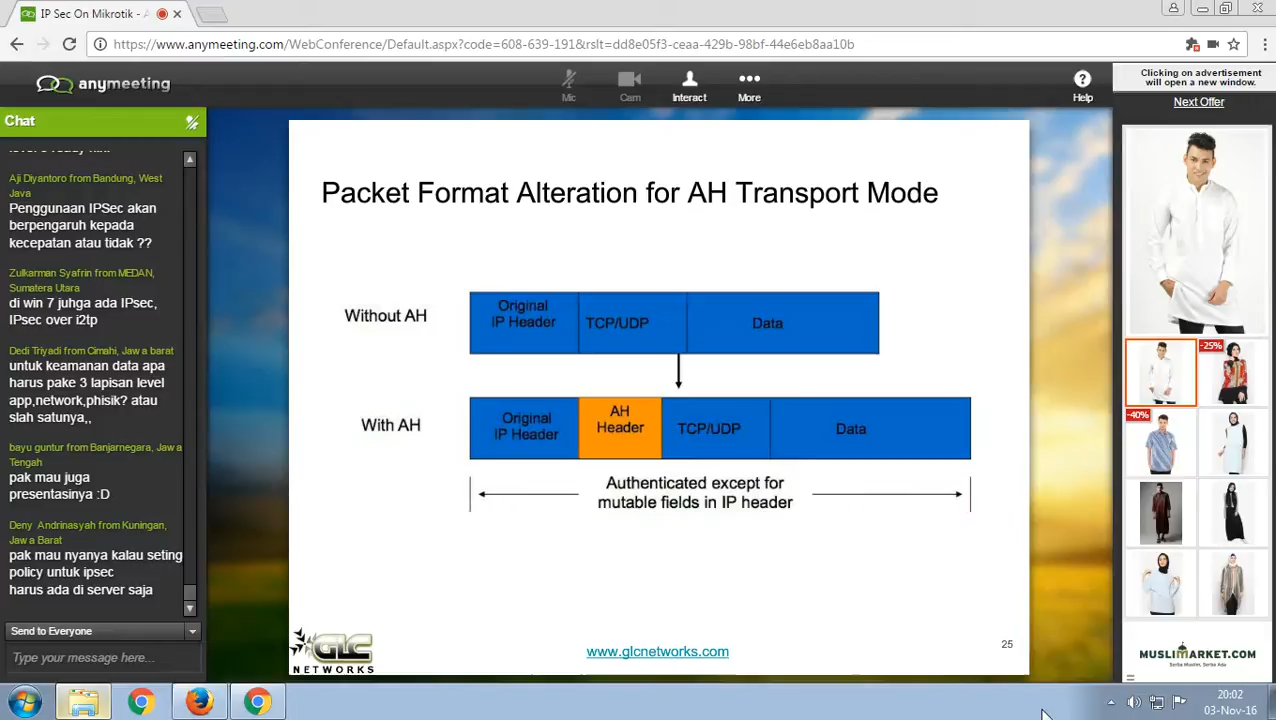 IP Sec On Mikrotik - A
https://www.anymeeting.com/WebConference/Default.aspx?code=608-639-191&rslt=dd8e05f3-ceaa-429b-98bf-44e6eb8aa10b
anymeeting
Mic
Cam
Interact
More
Help
Clicking on advertisement
will open a new window.
Next Offer
Chat
Aji Diyantoro from Bandung, West
Java
Penggunaan IPSec akan
berpengaruh kepada
kecepatan atau tidak ??
Zulkarman Syafrin from MEDAN,
Sumatera Utara
di win 7 juhga ada IPsec,
IPsec over i2tp
Dedi Triyadi from Cimahi, Jawa barat
untuk keamanan data apa
harus pake 3 lapisan level
app,network,phisik? atau
slah satunya,,
bayu guntur from Banjarnegara, Jawa
Tengah
pak mau juga
presentasinya :D
Deny Andrinasyah from Kuningan,
Jawa Barat
pak mau nyanya kalau seting
policy untuk ipsec
harus ada di server saja
Send to Everyone
Type your message here...
Packet Format Alteration for AH Transport Mode
Without AH
Original
IP Header
TCP/UDP
Data
With AH
Original
IP Header
AH
Header
TCP/UDP
Data
Authenticated except for
mutable fields in IP header
GLC
NETWORKS
www.glcnetworks.com
25
-25%
-40%
MUSLIMARKET.COM
Serba Muslim, Serba Ada
20:02
03-Nov-16